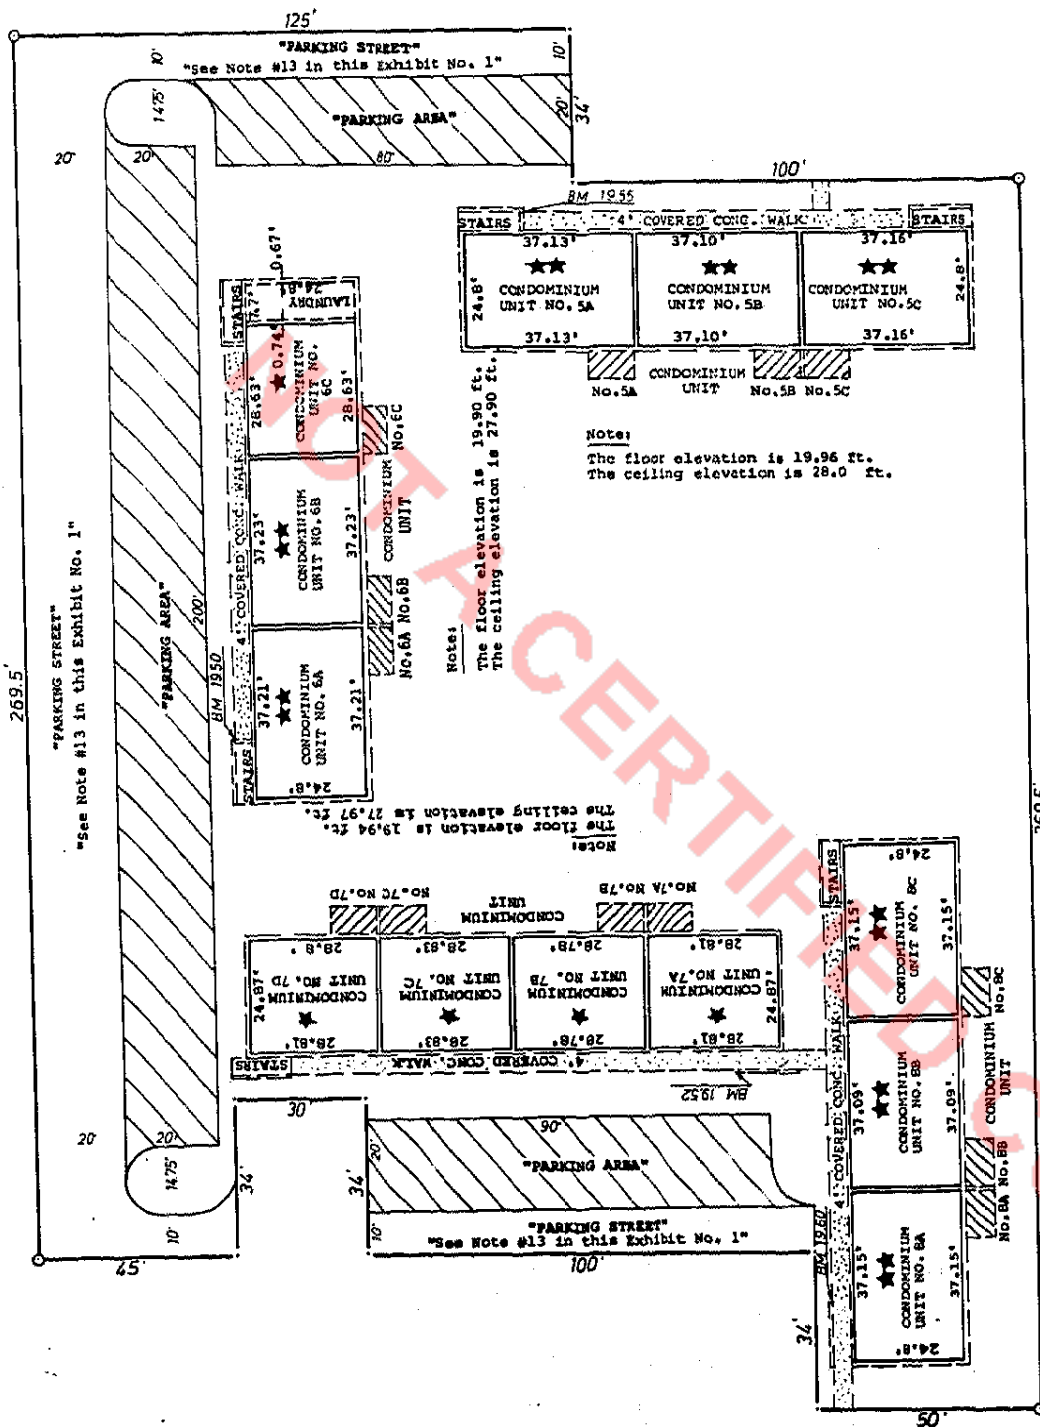 125'
10'
"PARKING STREET"
"See Note #13 in this Exhibit No. 1"
10'
14.75'
"PARKING AREA"
20'
34'
20'
20'
80'
100'
BM 19.55
STAIRS
4' COVERED CONC. WALK
STAIRS
37.13'
37.10'
37.16'
24.8'
★★
CONDOMINIUM
UNIT NO.5A
★★
CONDOMINIUM
UNIT NO.5B
★★
CONDOMINIUM
UNIT NO.5C
24.8'
37.13'
37.10'
37.16'
No.5A
CONDOMINIUM
UNIT
No.5B
No.5C
Note:
The floor elevation is 19.96 ft.
The ceiling elevation is 28.0 ft.
0.67'
STAIRS
LAUNDRY
24.8'
0.745
28.63'
★
CONDOMINIUM
UNIT NO.
6C
28.63'
No.6C
4' COVERED CONC. WALK
37.23'
★★
CONDOMINIUM
UNIT NO.6B
37.23'
CONDOMINIUM
UNIT
No.6A No.6B
37.21'
★★
CONDOMINIUM
UNIT NO.6A
37.21'
24.8'
STAIRS
BM 19.50
Note:
The floor elevation is 19.90 ft.
The ceiling elevation is 27.90 ft.
269.5'
"PARKING STREET"
"See Note #13 in this Exhibit No. 1"
"PARKING AREA"
200'
Note:
The floor elevation is 19.94 ft.
The ceiling elevation is 27.97 ft.
No.7A No.7B
CONDOMINIUM
UNIT
No.7C No.7D
28.81'
28.78'
28.83'
28.8'
24.87'
CONDOMINIUM
UNIT NO.7A
★
CONDOMINIUM
UNIT NO. 7B
★
CONDOMINIUM
UNIT NO. 7C
★
CONDOMINIUM
UNIT NO. 7D
★
24.87'
28.81'
28.78'
28.83'
28.81'
4' COVERED CONC. WALK
STAIRS
BM 19.52
STAIRS
24.8'
37.15'
★★
CONDOMINIUM
UNIT NO. 8C
37.15'
No.8C
4' COVERED CONC. WALK
37.09'
★★
CONDOMINIUM
UNIT NO.8B
37.09'
CONDOMINIUM
UNIT
No.8A No.8B
37.15'
★★
CONDOMINIUM
UNIT NO. 8A
37.15'
24.8'
BM 19.60
30'
20'
20'
14.75'
10'
34'
45'
34'
20'
90'
"PARKING AREA"
10'
"PARKING STREET"
"See Note #13 in this Exhibit No. 1"
100'
34'
50'
NOT A CERTIFIED C